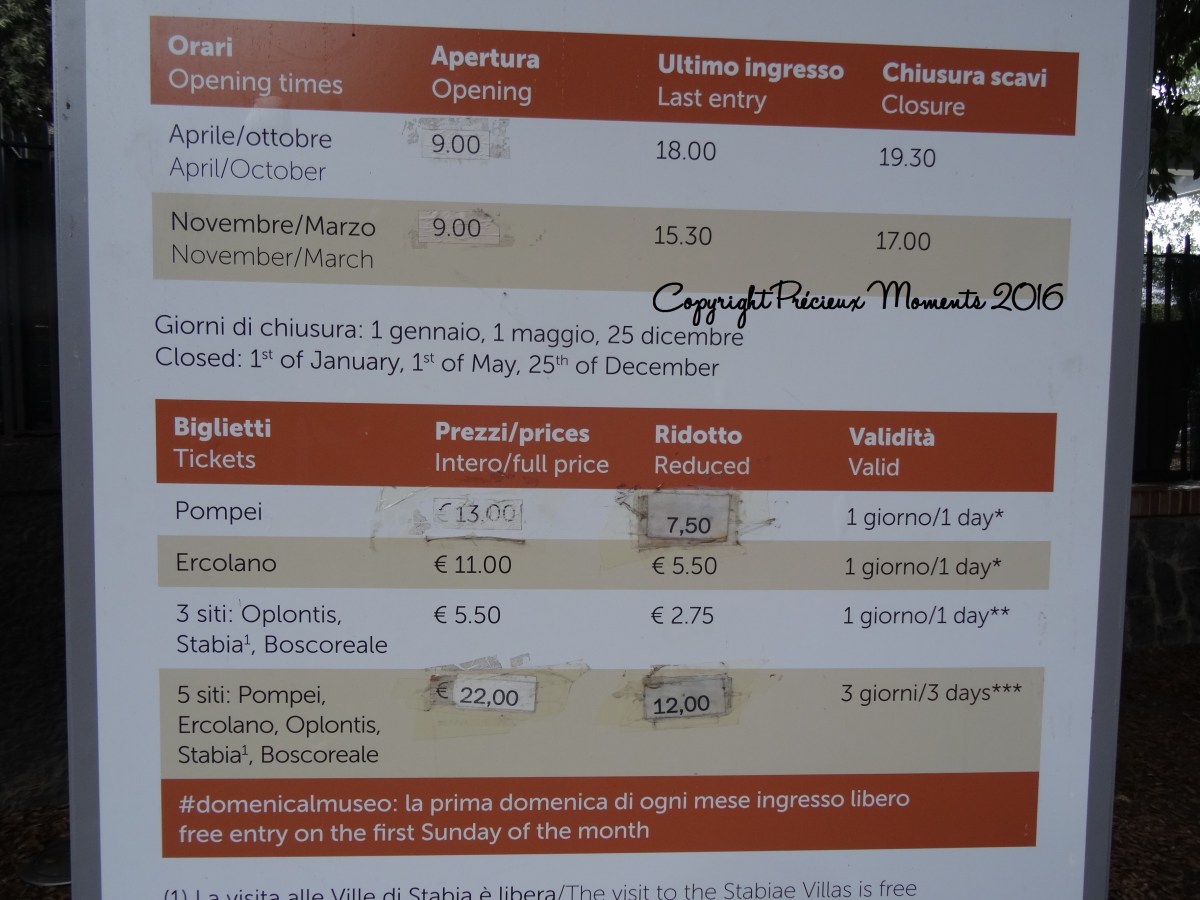 Orari Apertura Ultimo ingresso Chiusura scavi
Opening times Opening Last entry Closure
Aprile/ottobre 9.00 18.00 19.30
April/October
Novembre/Marzo 9.00 15.30 17.00
November/March
Copyright Précieux Moments 2016
Giorni di chiusura: 1 gennaio, 1 maggio, 25 dicembre
Closed: 1st of January, 1st of May, 25th of December
Biglietti Prezzi/prices Ridotto Validità
Tickets Intero/full price Reduced Valid
Pompei € 13.00 7,50 1 giorno/1 day*
Ercolano € 11.00 € 5.50 1 giorno/1 day*
3 siti: Oplontis, € 5.50 € 2.75 1 giorno/1 day**
Stabia¹, Boscoreale
5 siti: Pompei, € 22,00 12,00 3 giorni/3 days***
Ercolano, Oplontis,
Stabia¹, Boscoreale
#domenicalmuseo: la prima domenica di ogni mese ingresso libero
free entry on the first Sunday of the month
(1) La visita alle Ville di Stabia è libera/The visit to the Stabiae Villas is free